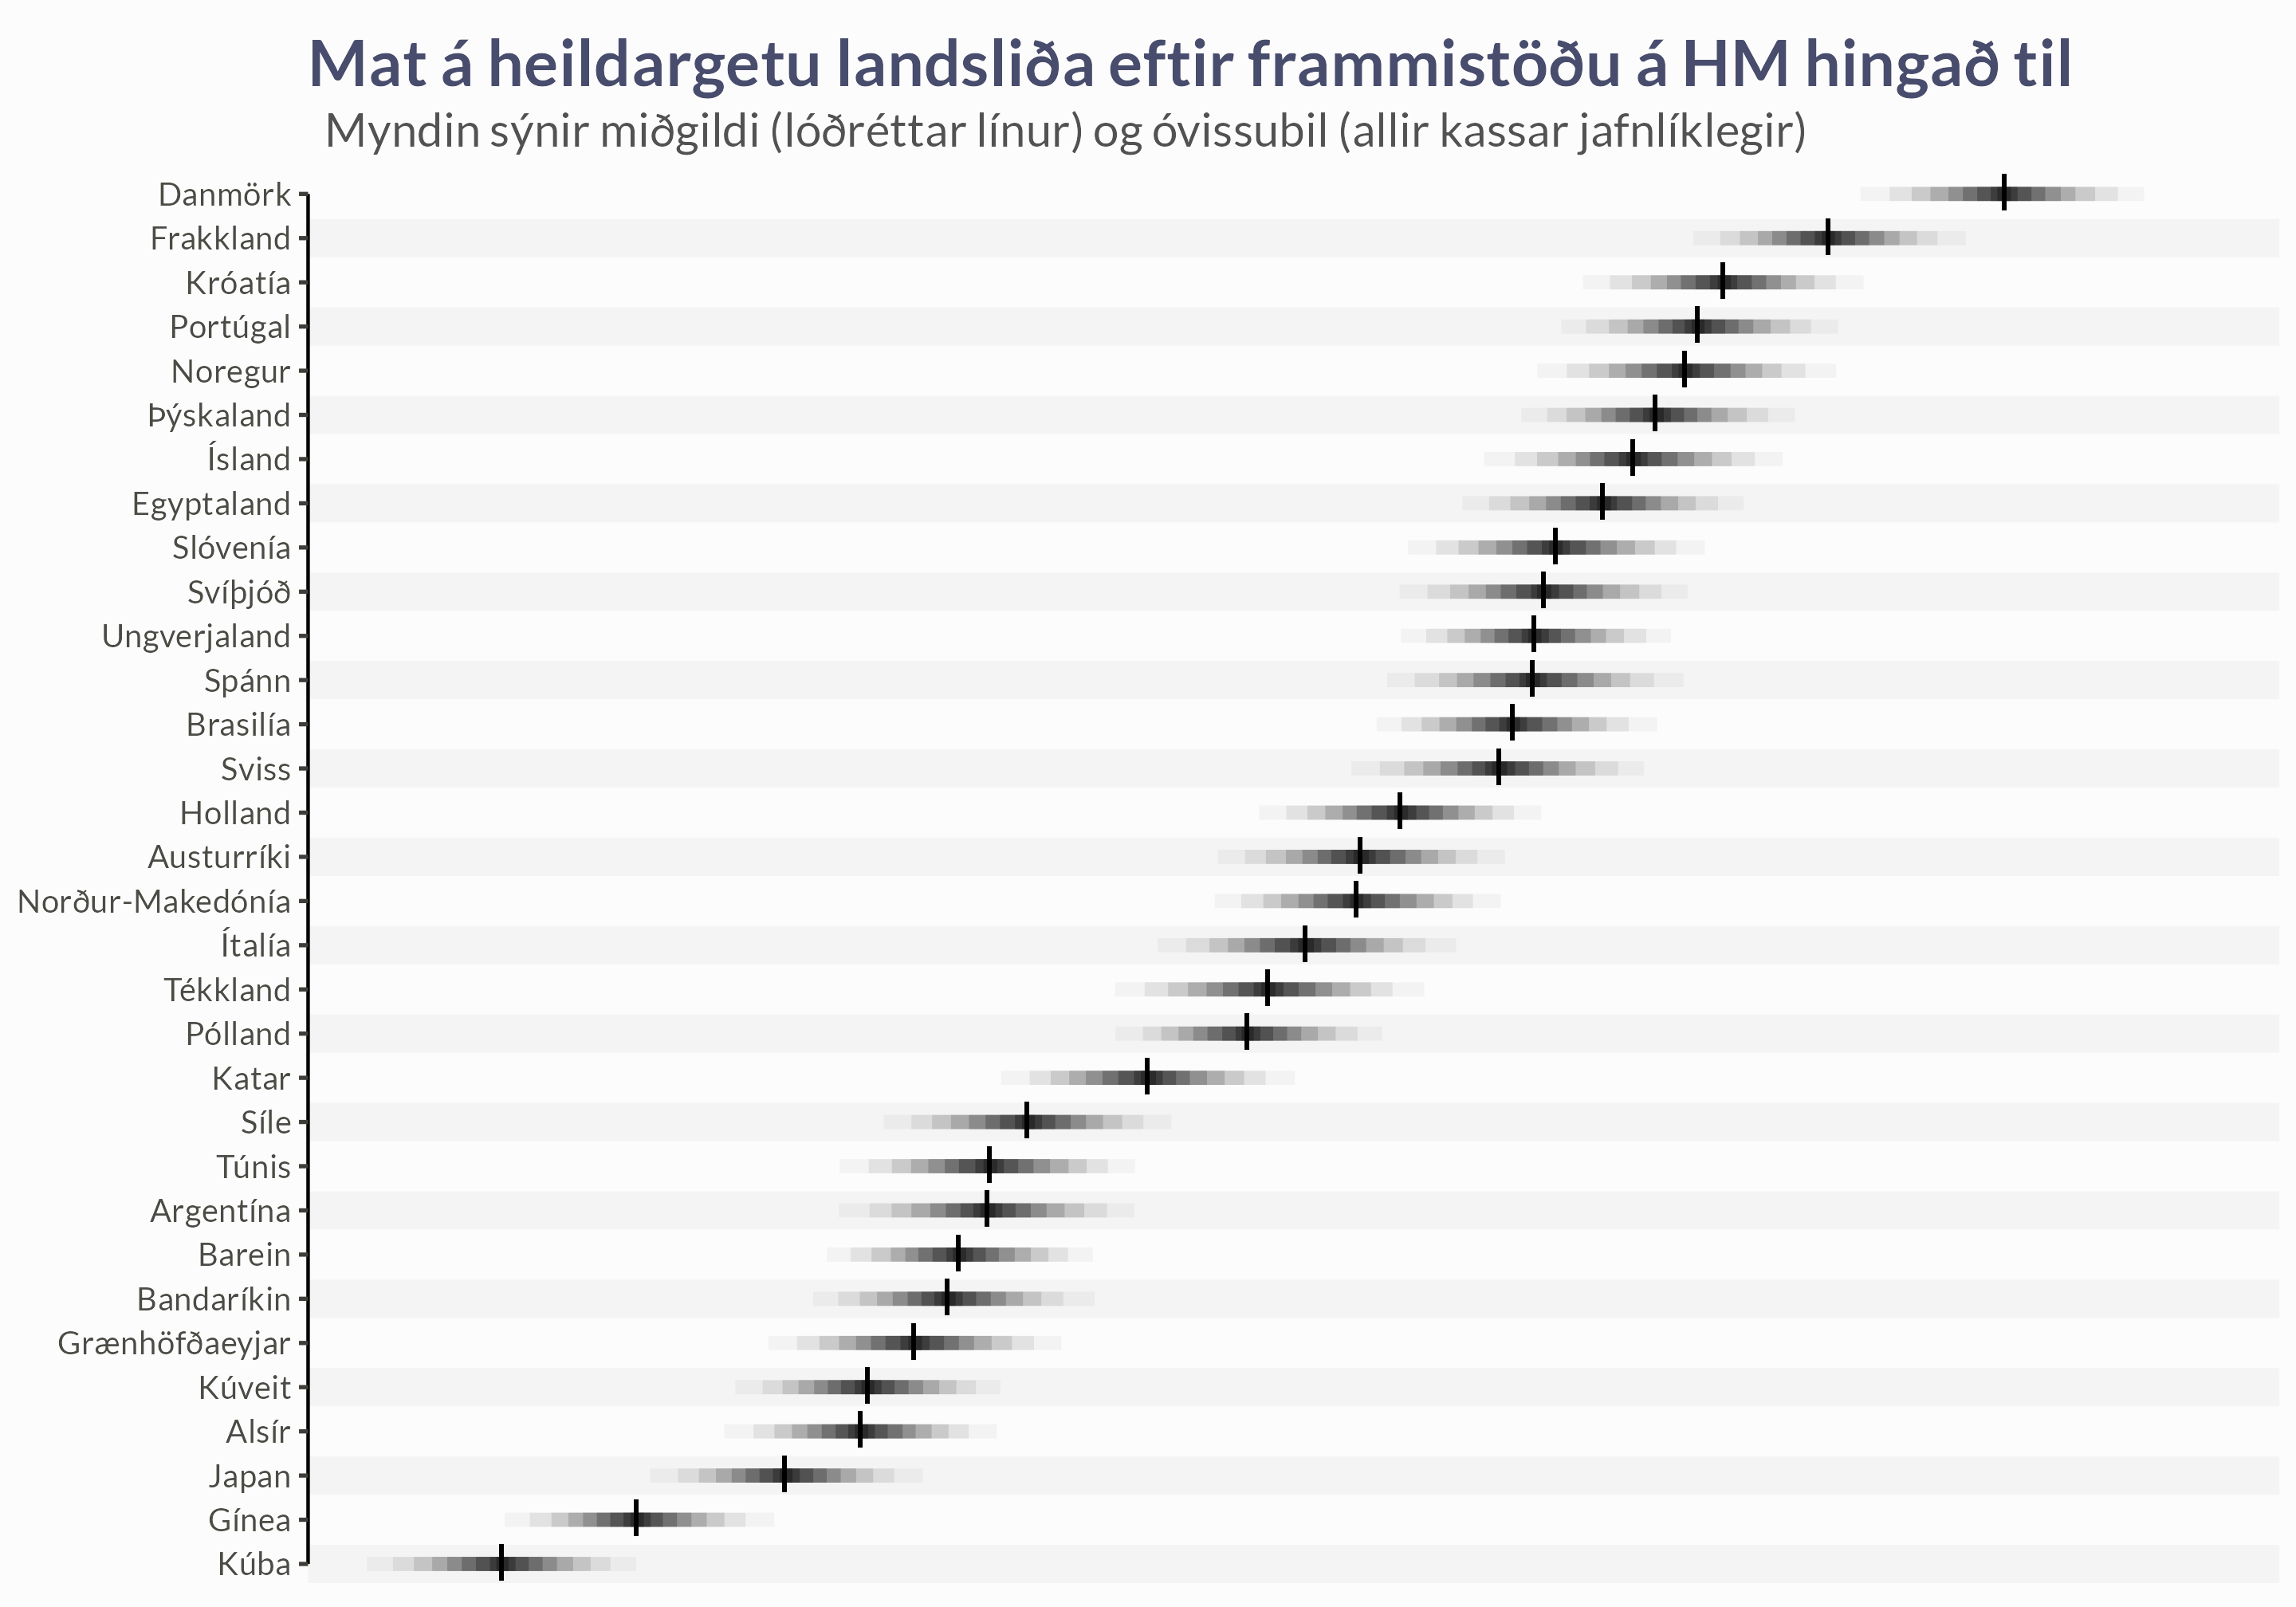 Mat á heildargetu landsliða eftir frammistöðu á HM hingað til
Myndin sýnir miðgildi (lóðréttar línur) og óvissubil (allir kassar jafnlíklegir)
Danmörk
Frakkland
Króatía
Portúgal
Noregur
Þýskaland
Ísland
Egyptaland
Slóvenía
Svíþjóð
Ungverjaland
Spánn
Brasilía
Sviss
Holland
Austurríki
Norður-Makedónía
Ítalía
Tékkland
Pólland
Katar
Síle
Túnis
Argentína
Barein
Bandaríkin
Grænhöfðaeyjar
Kúveit
Alsír
Japan
Gínea
Kúba